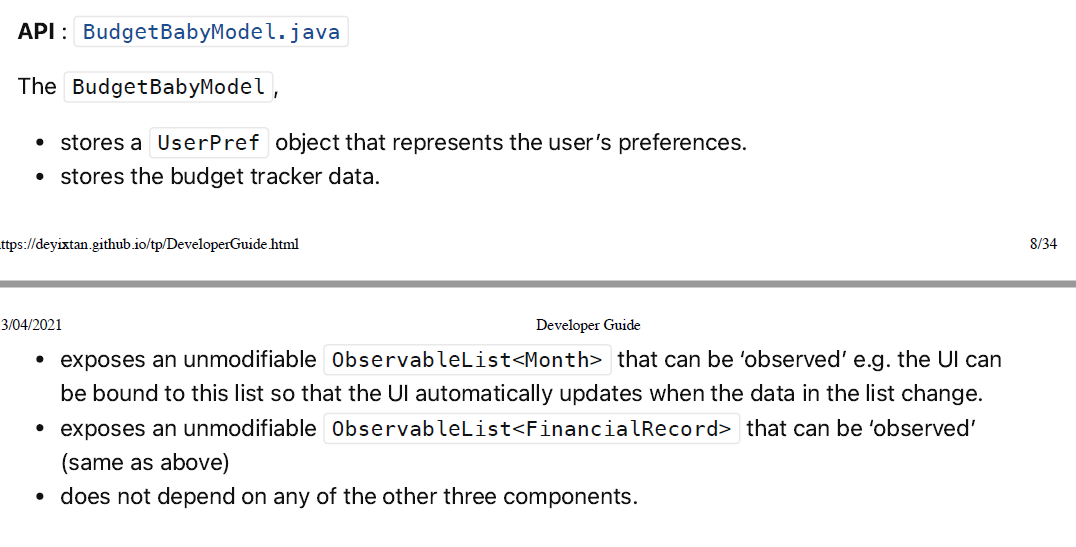 API : BudgetBabyModel.java
The BudgetBabyModel,
• stores a UserPref object that represents the user’s preferences.
• stores the budget tracker data.
ttps://deyixtan.github.io/tp/DeveloperGuide.html 8/34
3/04/2021 Developer Guide
• exposes an unmodifiable ObservableList<Month> that can be ‘observed’ e.g. the UI can
be bound to this list so that the UI automatically updates when the data in the list change.
• exposes an unmodifiable ObservableList<FinancialRecord> that can be ‘observed’
(same as above)
• does not depend on any of the other three components.